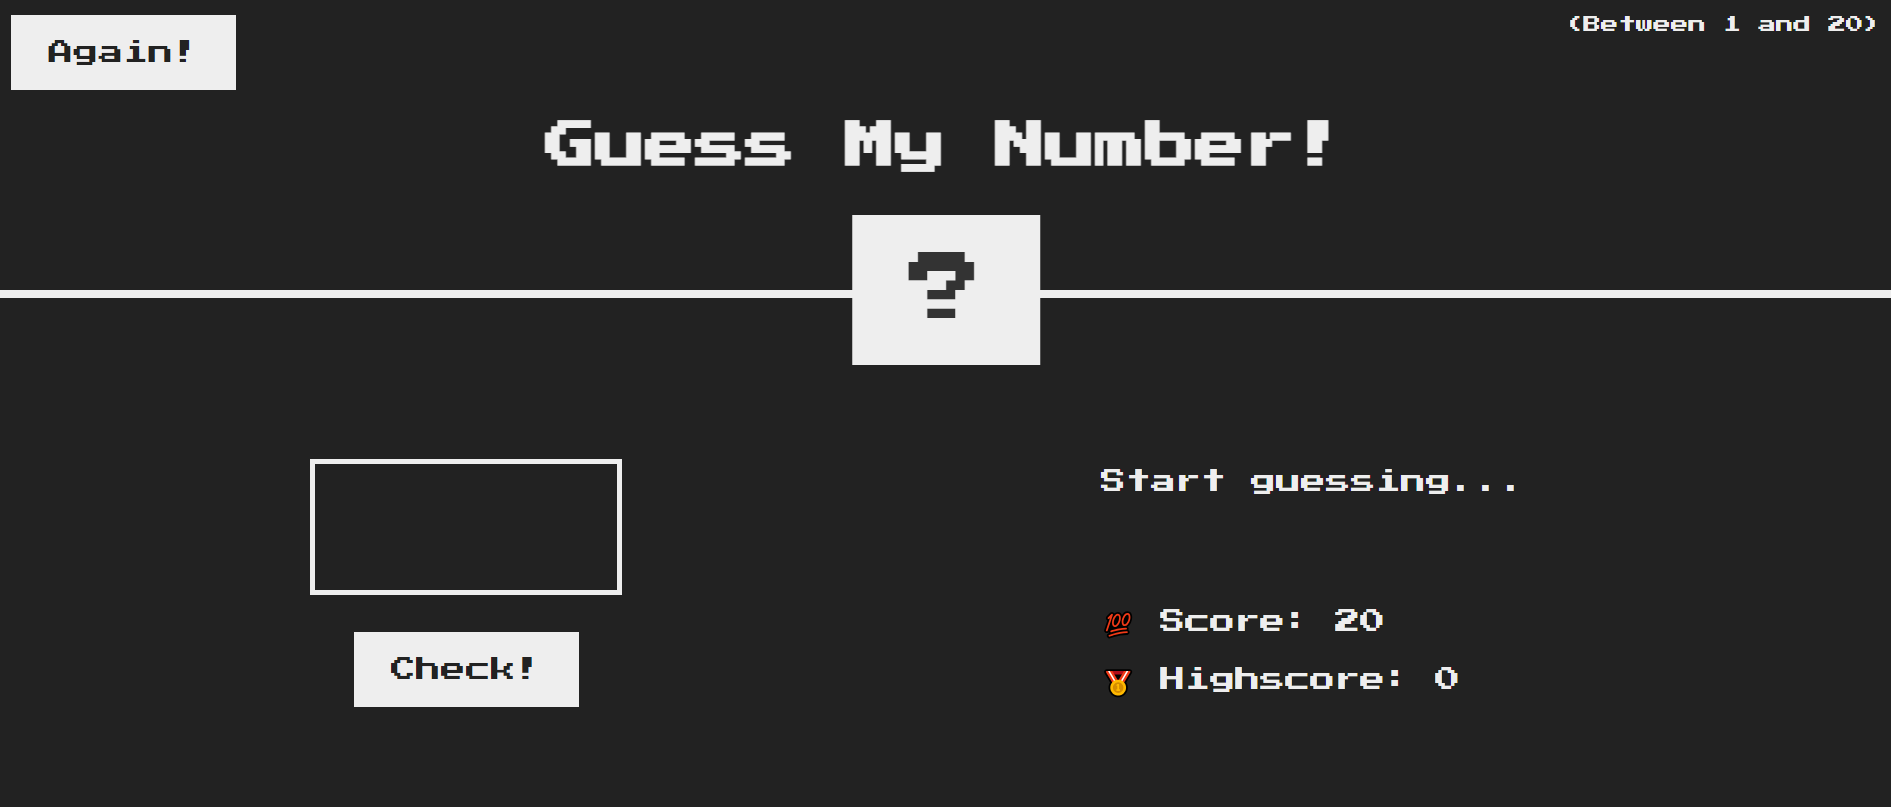 Again!
(Between 1 and 20)
Guess My Number!
?
Start guessing...
💯 Score: 20
Check!
🥇 Highscore: 0